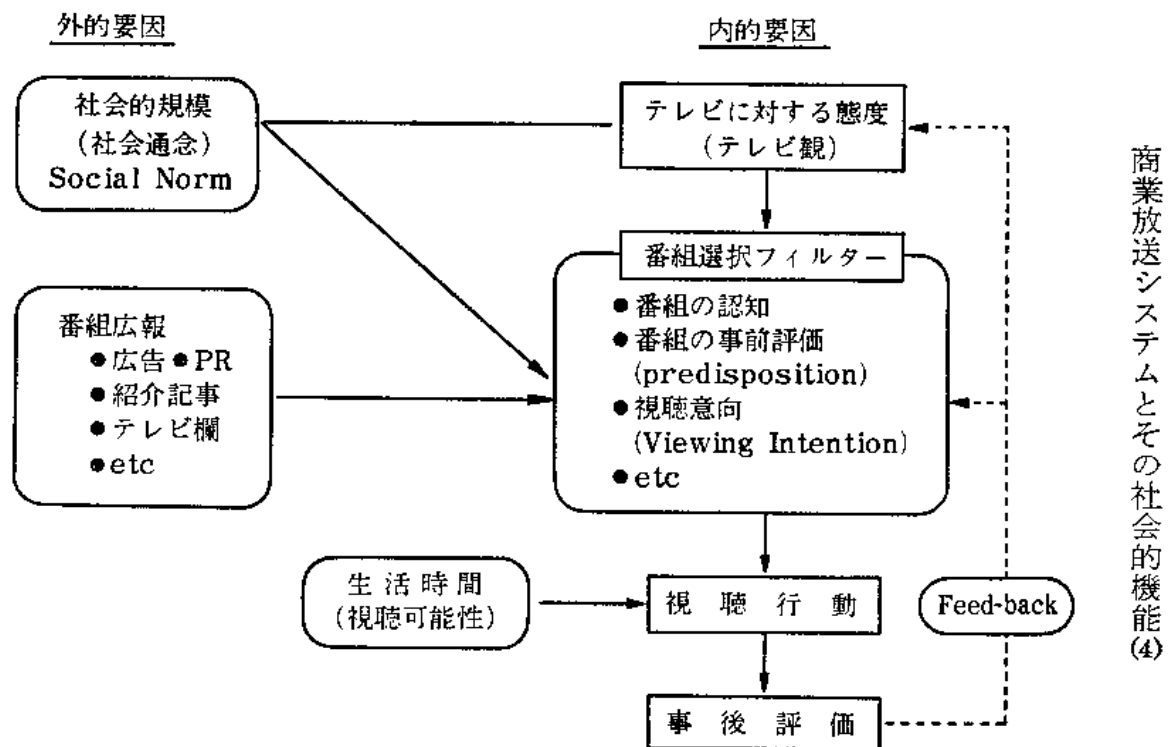 外的要因
内的要因
社会的規模
(社会通念)
Social Norm
テレビに対する態度
(テレビ観)
番組選択フィルター
番組広報
●広告●PR
●紹介記事
●テレビ欄
●etc
●番組の認知
●番組の事前評価
(predisposition)
●視聴意向
(Viewing Intention)
●etc
生活時間
(視聴可能性)
視聴行動
Feed-back
事後評価
商業放送システムとその社会的機能(4)